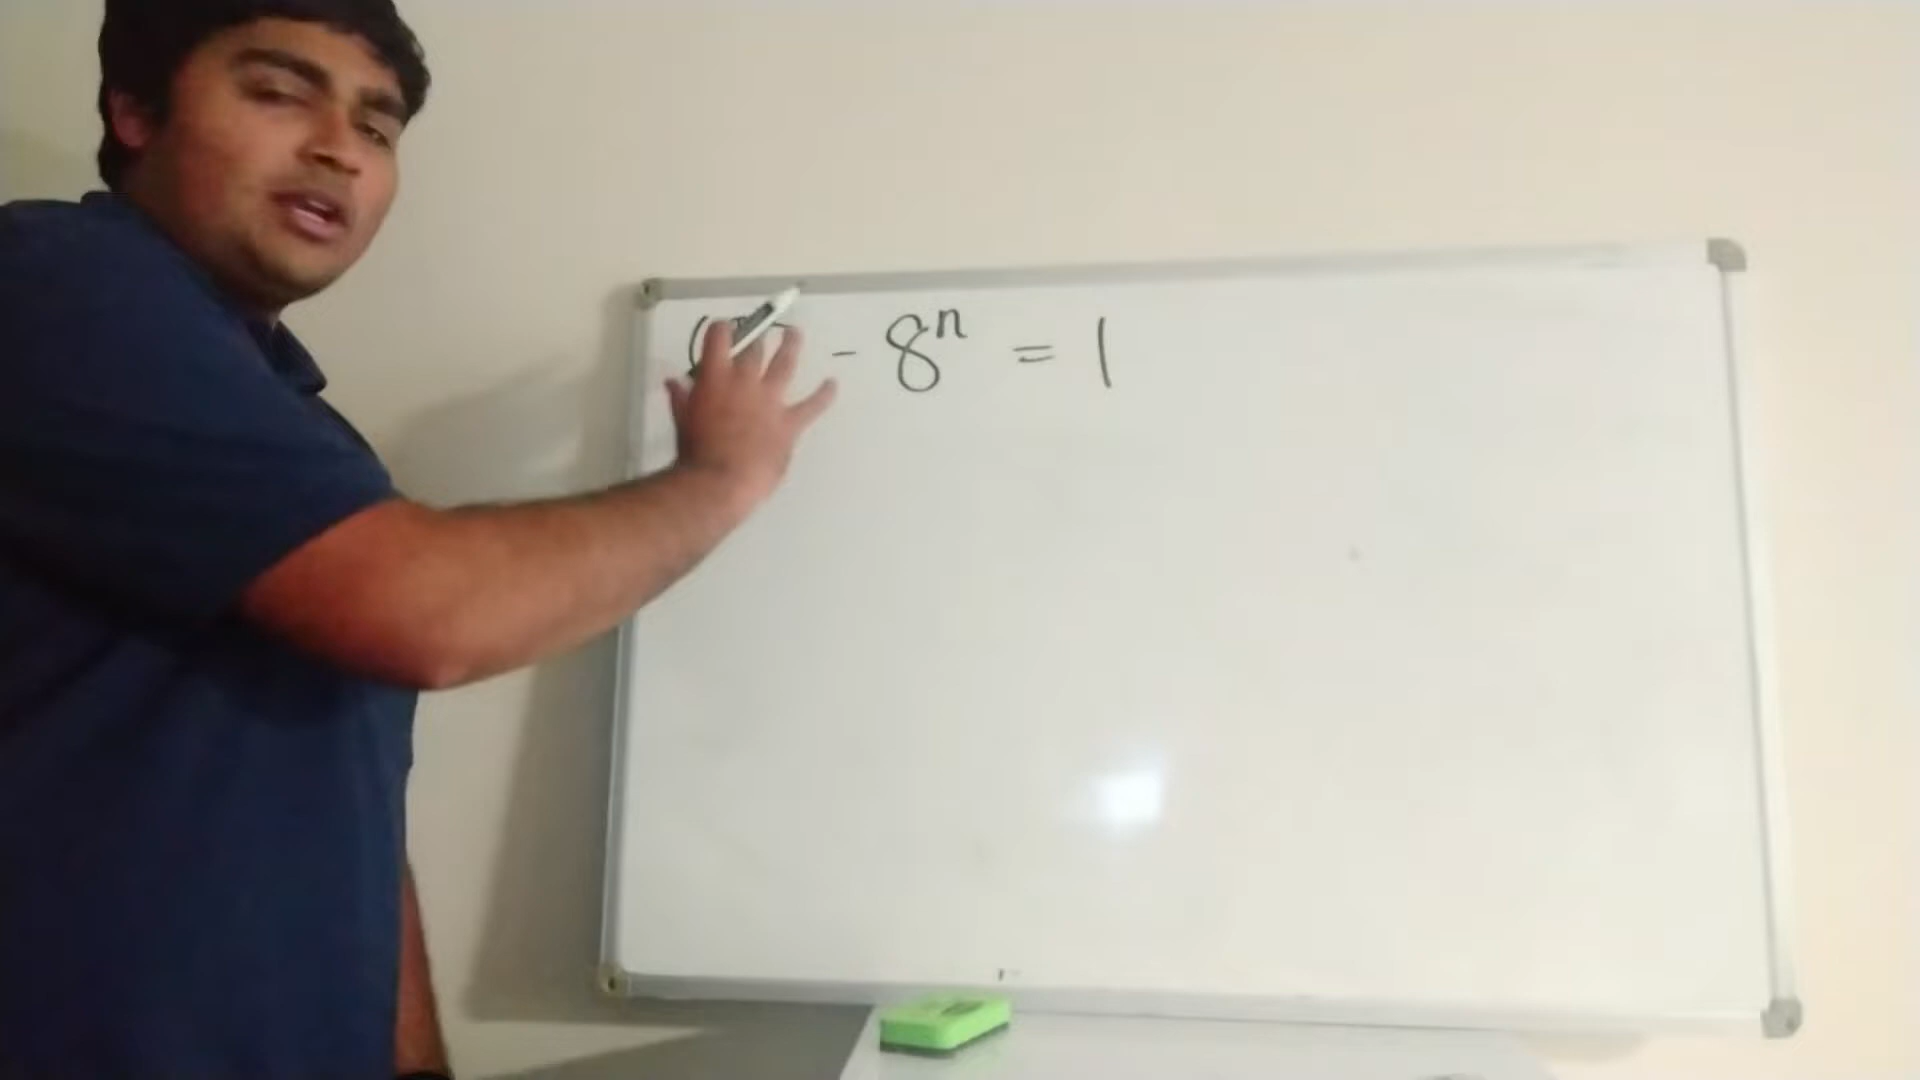 - 8ⁿ = 1